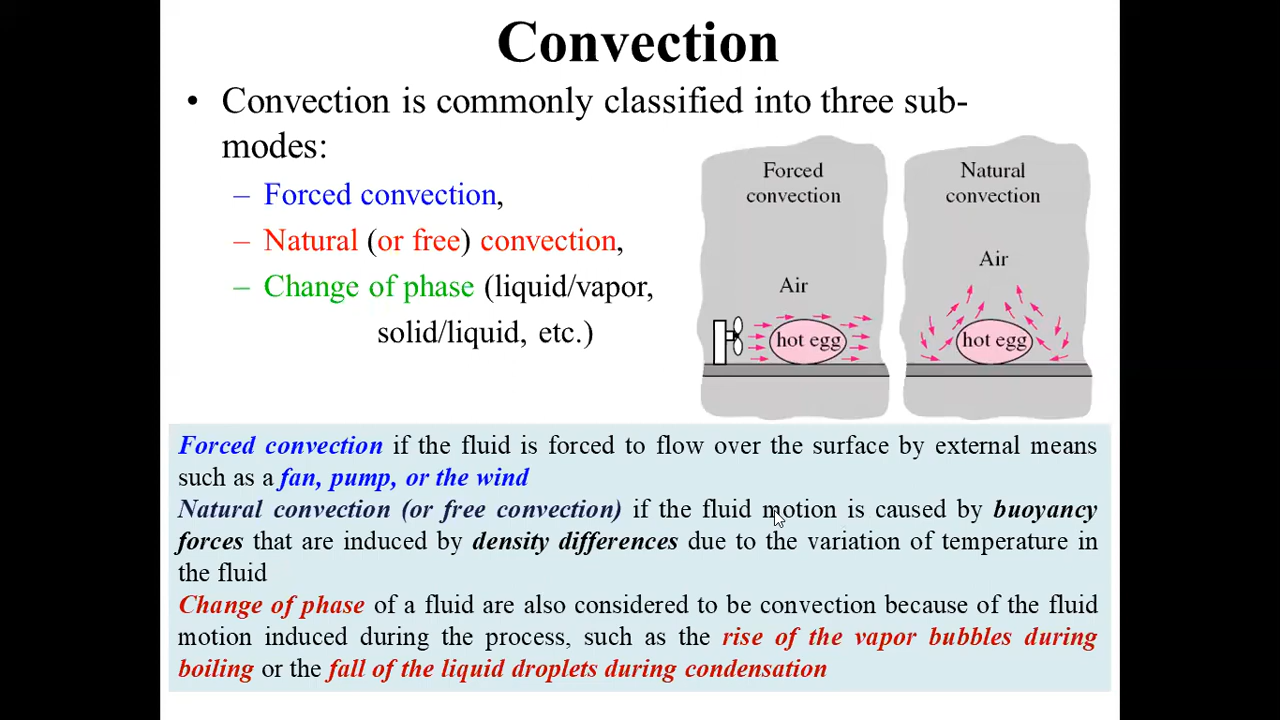 Convection
• Convection is commonly classified into three sub-
modes:
– Forced convection,
– Natural (or free) convection,
– Change of phase (liquid/vapor,
solid/liquid, etc.)
Forced
convection
Air
hot egg
Natural
convection
Air
hot egg
Forced convection if the fluid is forced to flow over the surface by external means
such as a fan, pump, or the wind
Natural convection (or free convection) if the fluid motion is caused by buoyancy
forces that are induced by density differences due to the variation of temperature in
the fluid
Change of phase of a fluid are also considered to be convection because of the fluid
motion induced during the process, such as the rise of the vapor bubbles during
boiling or the fall of the liquid droplets during condensation